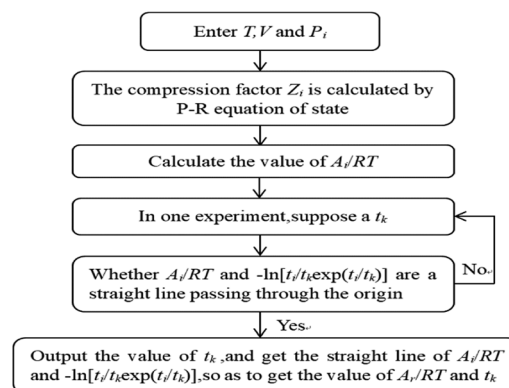 Enter T,V and Pᵢ
The compression factor Zᵢ is calculated by
P-R equation of state
Calculate the value of Aᵢ/RT
In one experiment,suppose a tₖ
Whether Aᵢ/RT and -ln[tᵢ/tₖexp(tᵢ/tₖ)] are a
straight line passing through the origin
No
Yes
Output the value of tₖ,and get the straight line of Aᵢ/RT
and -ln[tᵢ/tₖexp(tᵢ/tₖ)],so as to get the value of Aᵣ/RT and tₖ